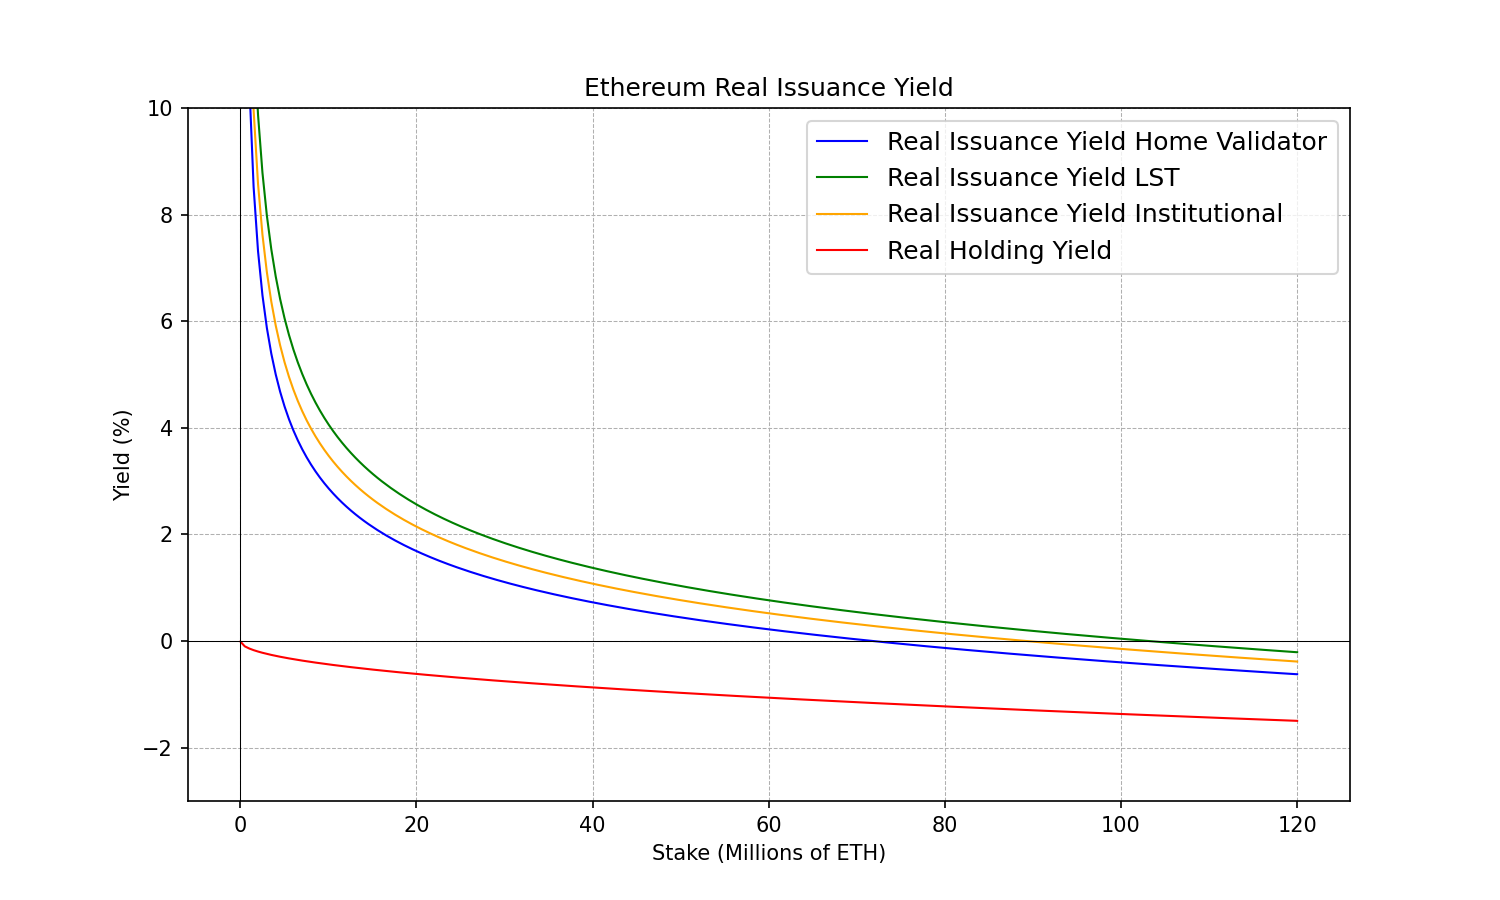 Ethereum Real Issuance Yield
10
8
6
4
2
0
−2
Yield (%)
Real Issuance Yield Home Validator
Real Issuance Yield LST
Real Issuance Yield Institutional
Real Holding Yield
0 20 40 60 80 100 120
Stake (Millions of ETH)